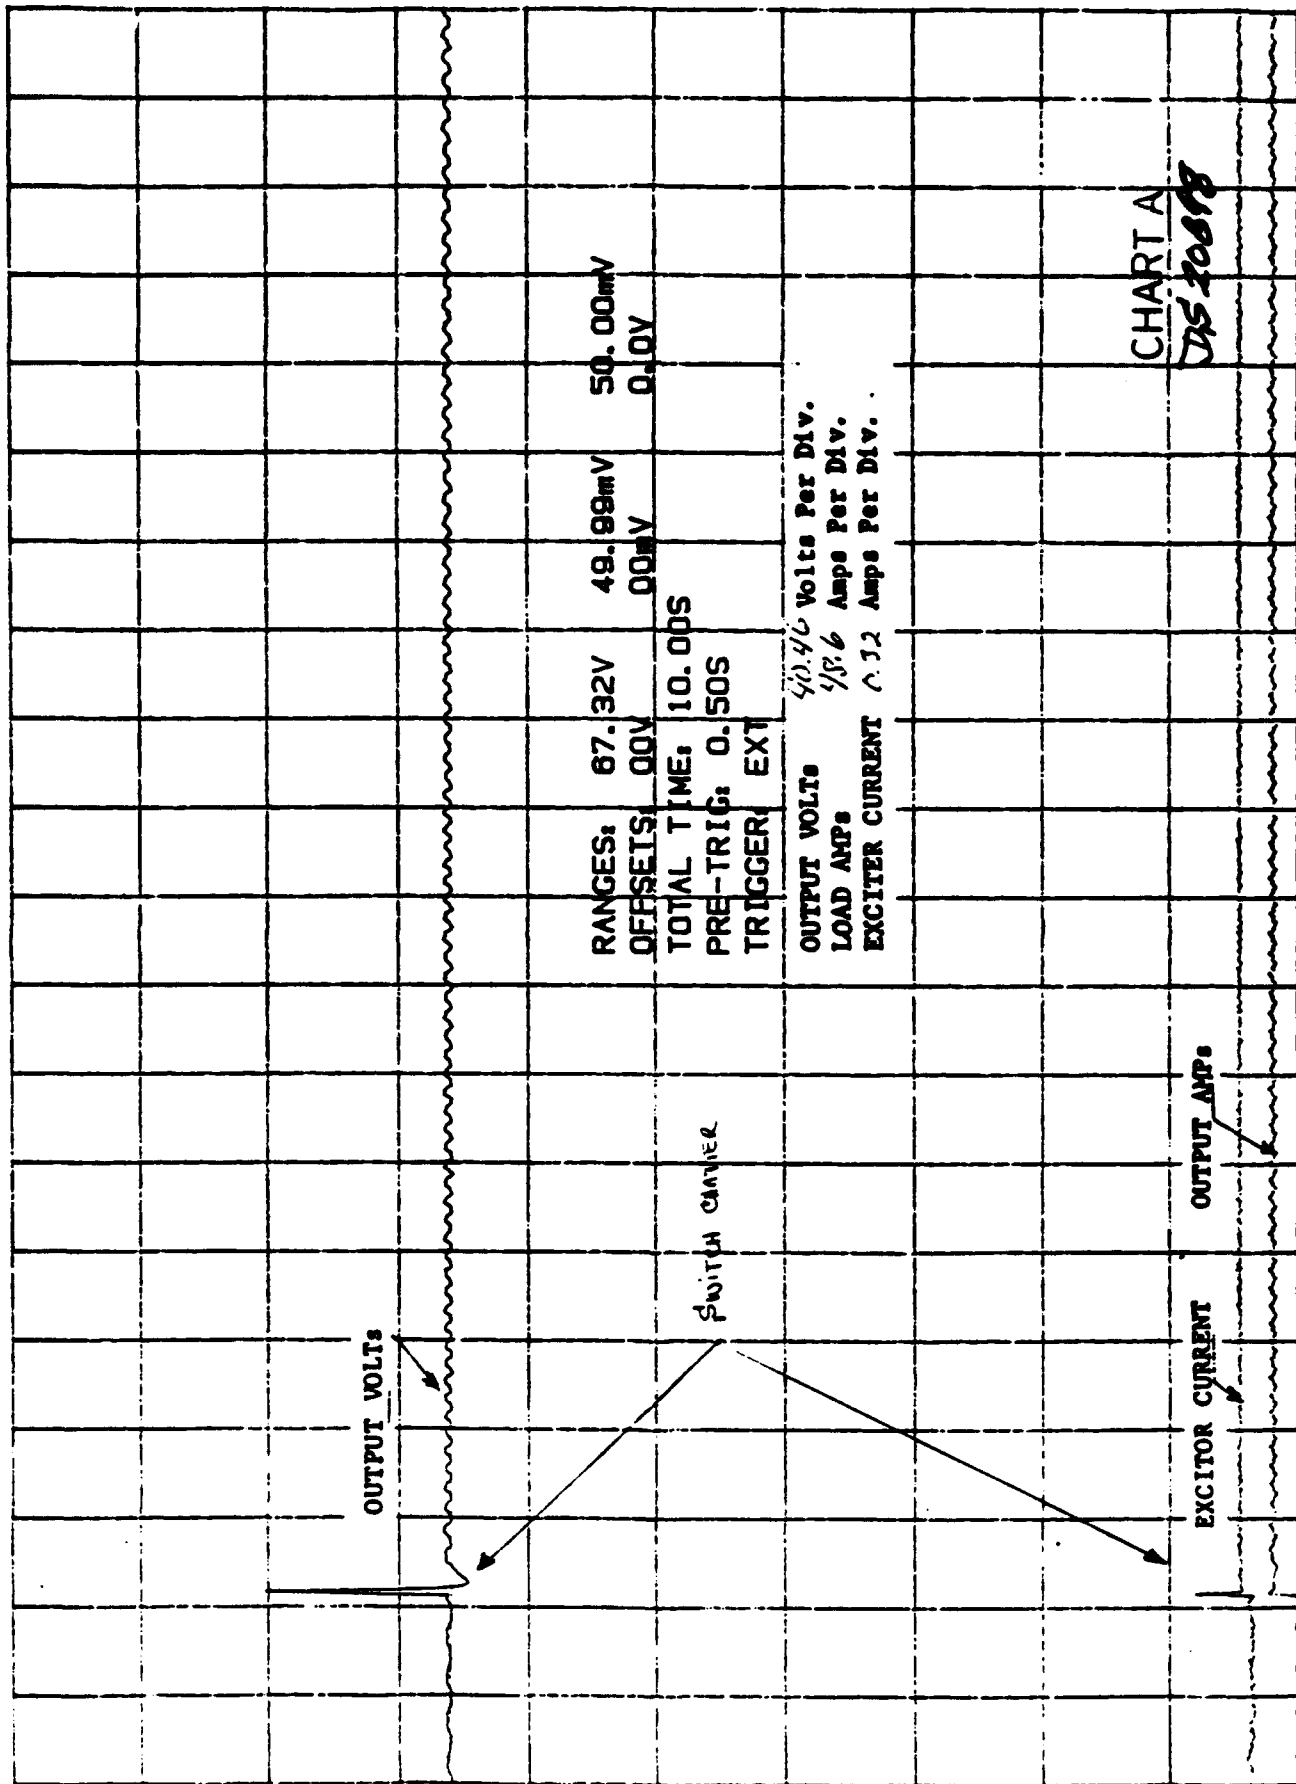 OUTPUT VOLTs
SWITCH
RANGES: 67.32V 49.99mV 50.00mV
OFFSETS: 00V 00mV 0.0V
TOTAL TIME: 10.00S
PRE-TRIG: 0.50S
TRIGGER: EXT
OUTPUT VOLTs Volts Per Div.
LOAD AMPs 48.6 Amps Per Div.
EXCITER CURRENT Amps Per Div.
EXCITOR CURRENT
OUTPUT AMPs
CHART A